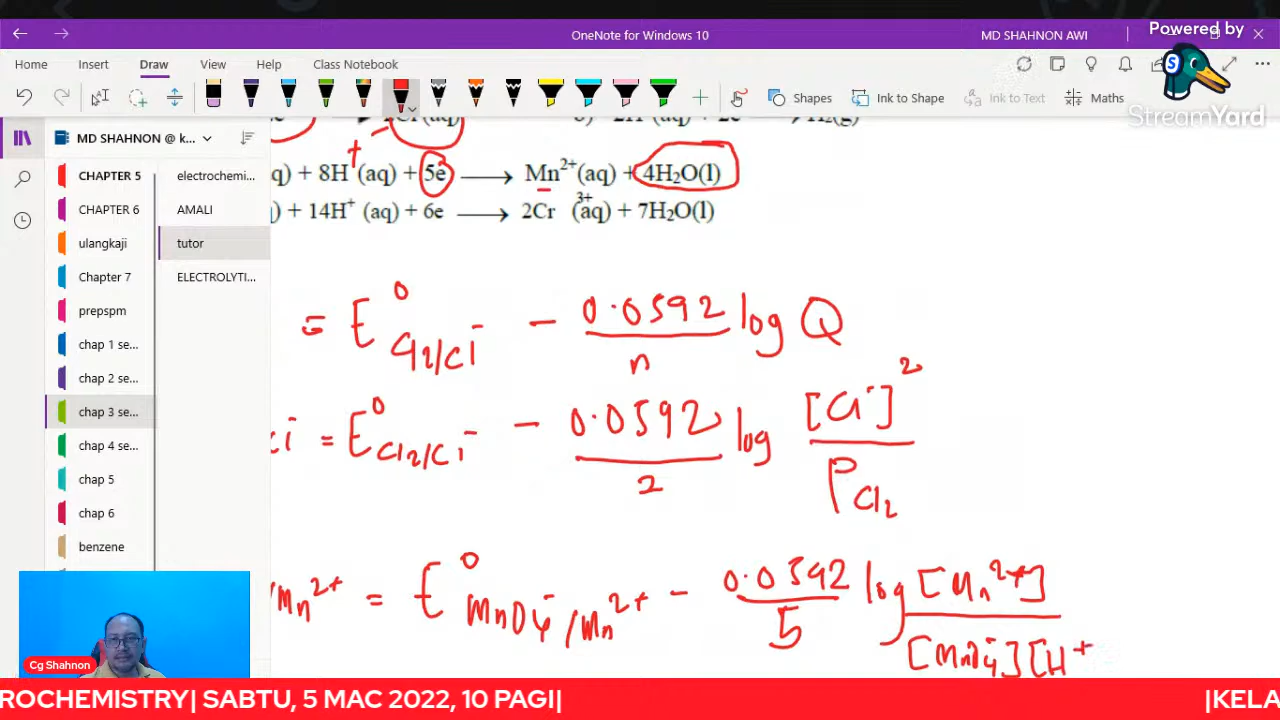 OneNote for Windows 10
MD SHAHNON AWI
Powered by
StreamYard
Home Insert Draw View Help Class Notebook
Shapes Ink to Shape Ink to Text Maths
MD SHAHNON @ k...
CHAPTER 5
CHAPTER 6
ulangkaji
Chapter 7
prepspm
chap 1 se...
chap 2 se...
chap 3 se...
chap 4 se...
chap 5
chap 6
benzene
electrochemi...
AMALI
tutor
ELECTROLYTI...
q) + 8H⁺(aq) + 5e ⟶ Mn²⁺(aq) + 4H₂O(l)
) + 14H⁺ (aq) + 6e ⟶ 2Cr³⁺(aq) + 7H₂O(l)
= E⁰ Cl₂/Cl⁻ − 0.0592/n log Q
Cl⁻ = E⁰ Cl₂/Cl⁻ − 0.0592/2 log [Cl⁻]²/P Cl₂
/Mn²⁺ = E⁰ MnO₄⁻/Mn²⁺ − 0.0592/5 log [Mn²⁺]/[MnO₄⁻][H⁺
Cg Shahnon
ROCHEMISTRY| SABTU, 5 MAC 2022, 10 PAGI| |KELA